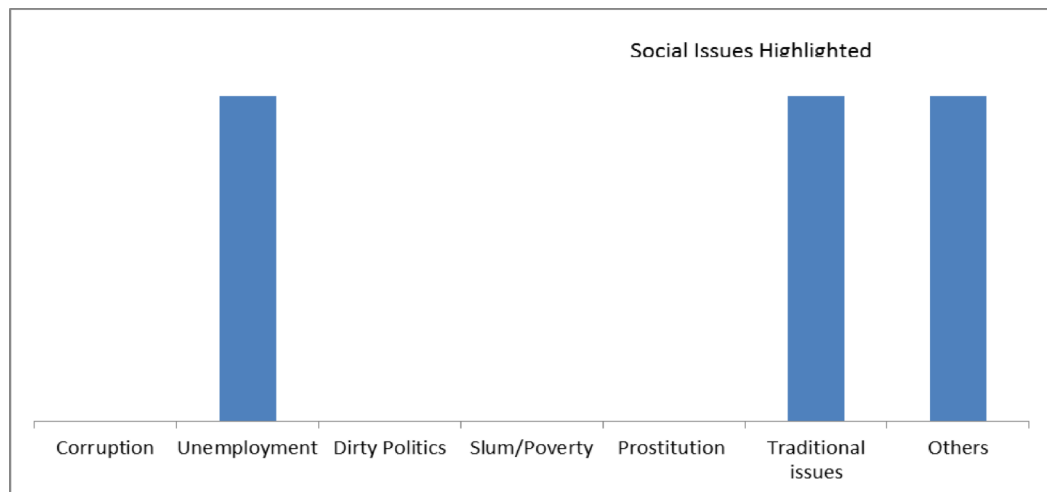 Social Issues Highlighted
Corruption Unemployment Dirty Politics Slum/Poverty Prostitution Traditional issues Others